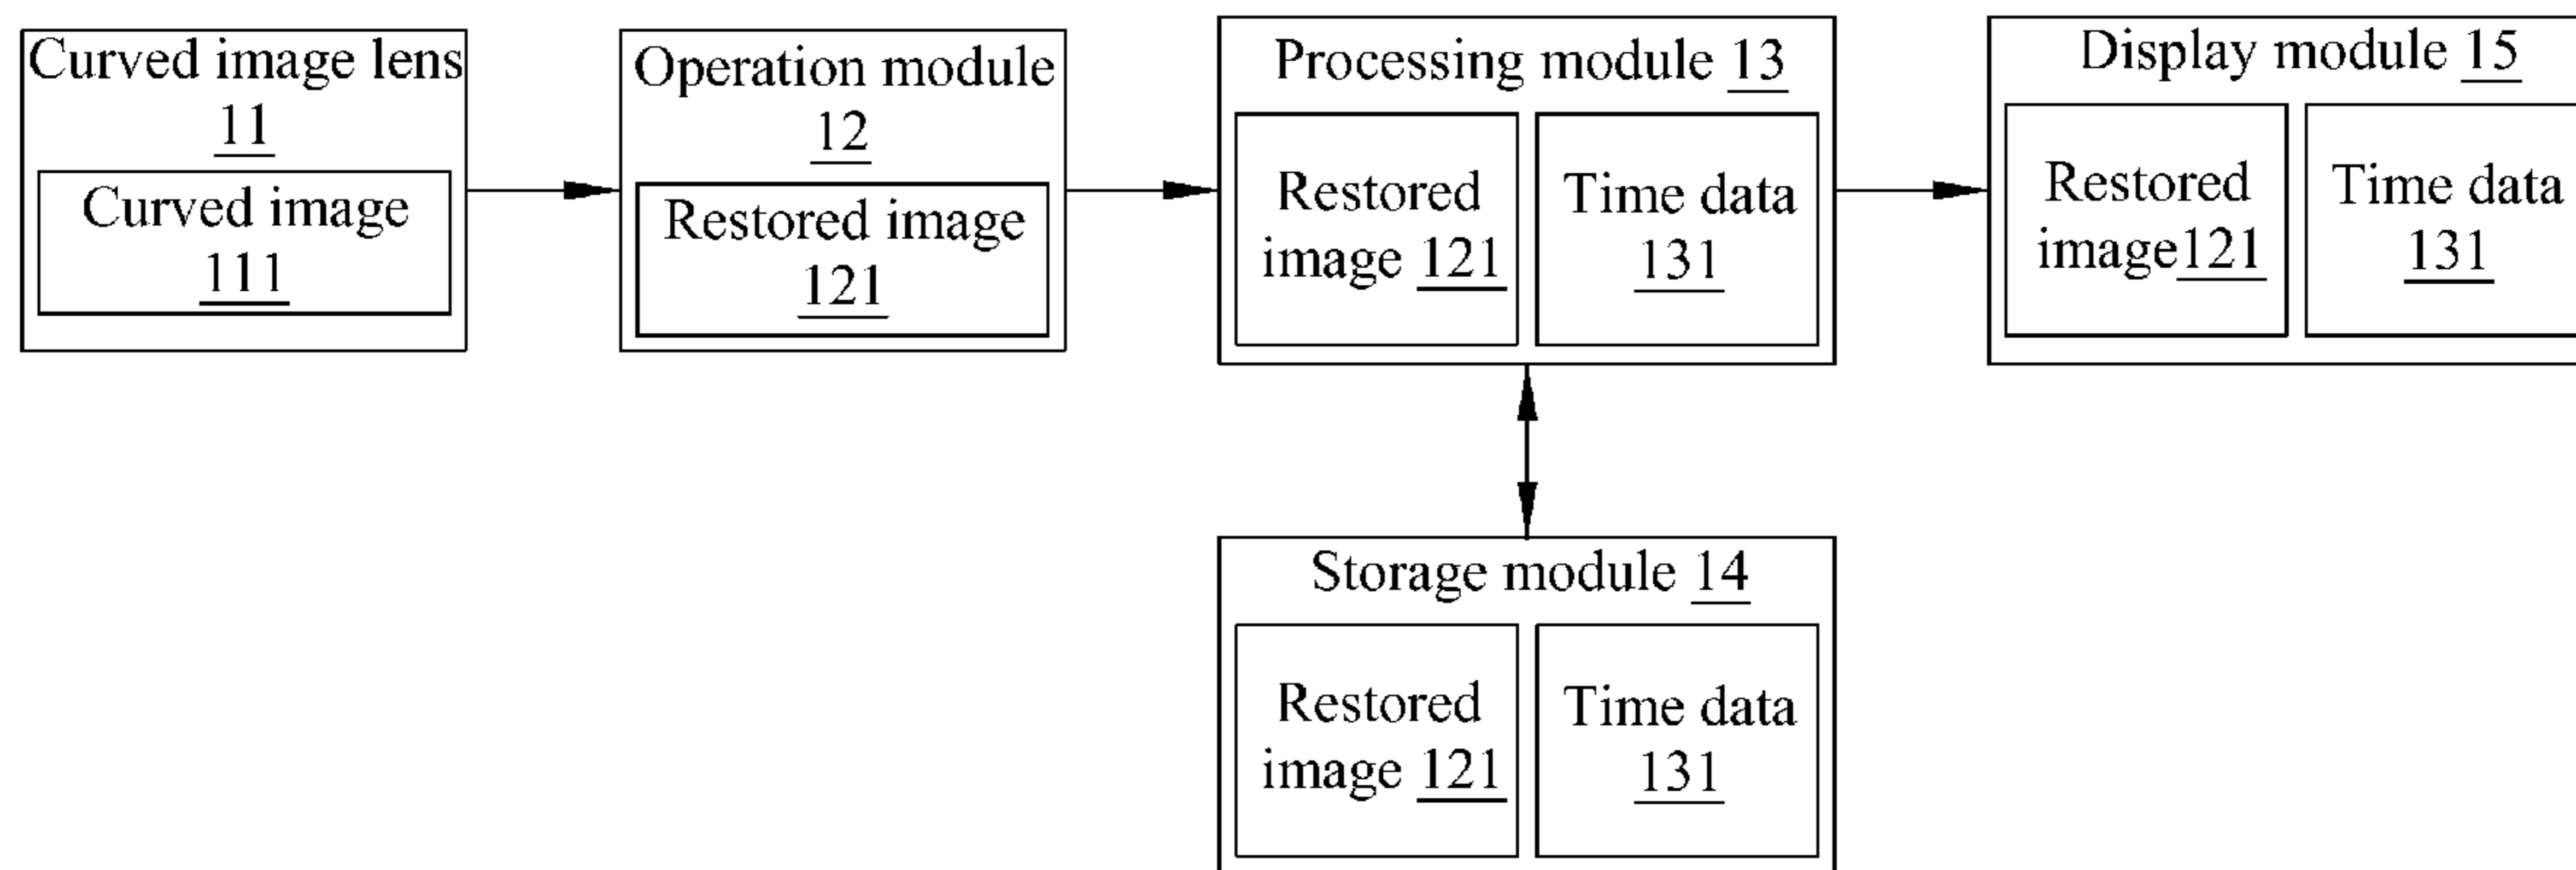 Curved image lens
11
Curved image
111
Operation module
12
Restored image
121
Processing module 13
Restored
image 121
Time data
131
Display module 15
Restored
image121
Time data
131
Storage module 14
Restored
image 121
Time data
131